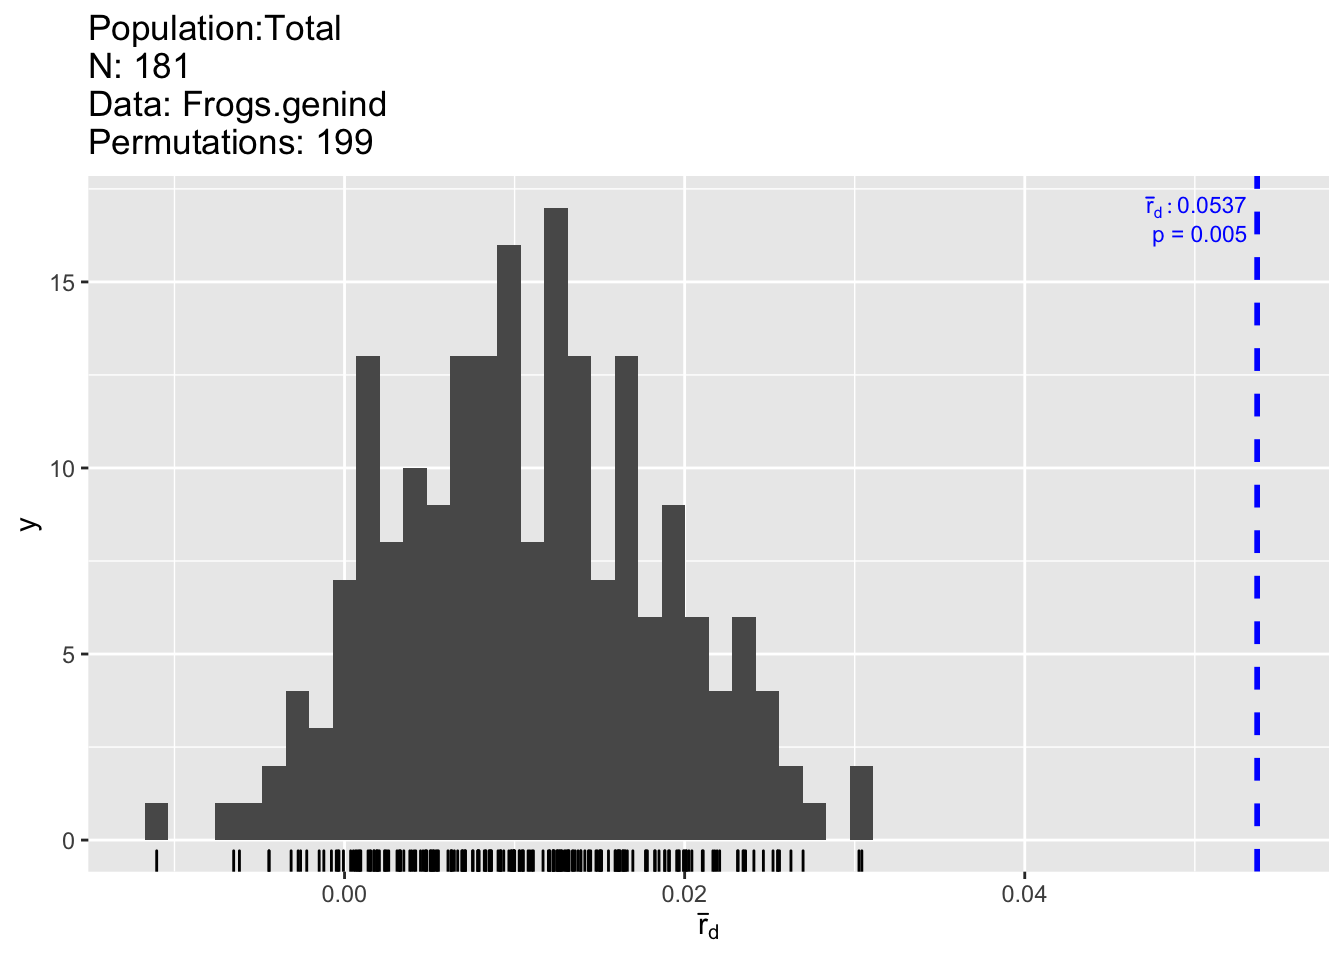 Population:Total
N: 181
Data: Frogs.genind
Permutations: 199
r̄d : 0.0537
p = 0.005
15
10
5
0
y
0.00 0.02 0.04
r̄d